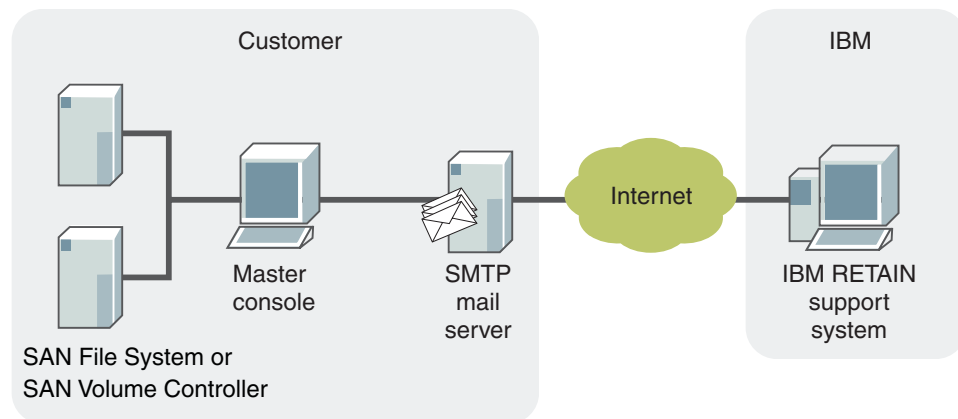 Customer
IBM
Internet
Master
console
SMTP
mail
server
IBM RETAIN
support
system
SAN File System or
SAN Volume Controller